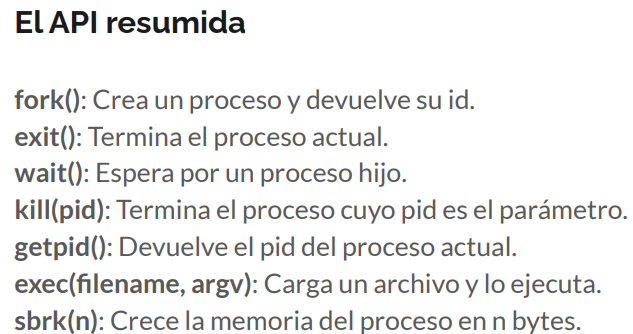 El API resumida
fork(): Crea un proceso y devuelve su id.
exit(): Termina el proceso actual.
wait(): Espera por un proceso hijo.
kill(pid): Termina el proceso cuyo pid es el parámetro.
getpid(): Devuelve el pid del proceso actual.
exec(filename, argv): Carga un archivo y lo ejecuta.
sbrk(n): Crece la memoria del proceso en n bytes.